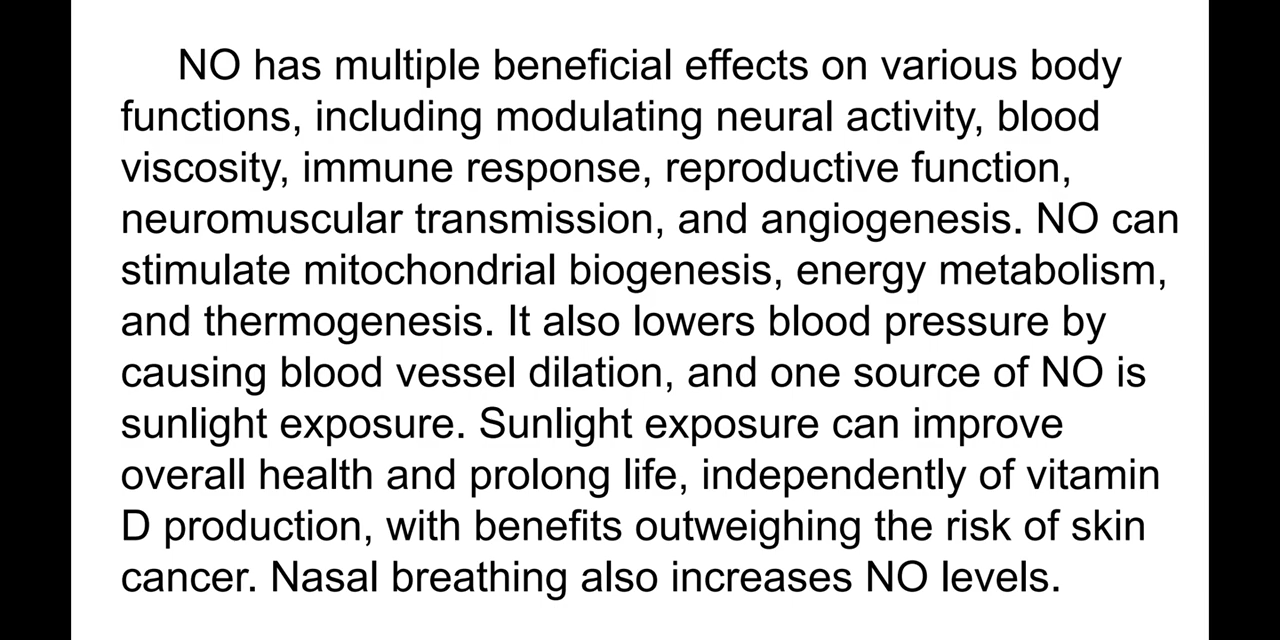 NO has multiple beneficial effects on various body
functions, including modulating neural activity, blood
viscosity, immune response, reproductive function,
neuromuscular transmission, and angiogenesis. NO can
stimulate mitochondrial biogenesis, energy metabolism,
and thermogenesis. It also lowers blood pressure by
causing blood vessel dilation, and one source of NO is
sunlight exposure. Sunlight exposure can improve
overall health and prolong life, independently of vitamin
D production, with benefits outweighing the risk of skin
cancer. Nasal breathing also increases NO levels.